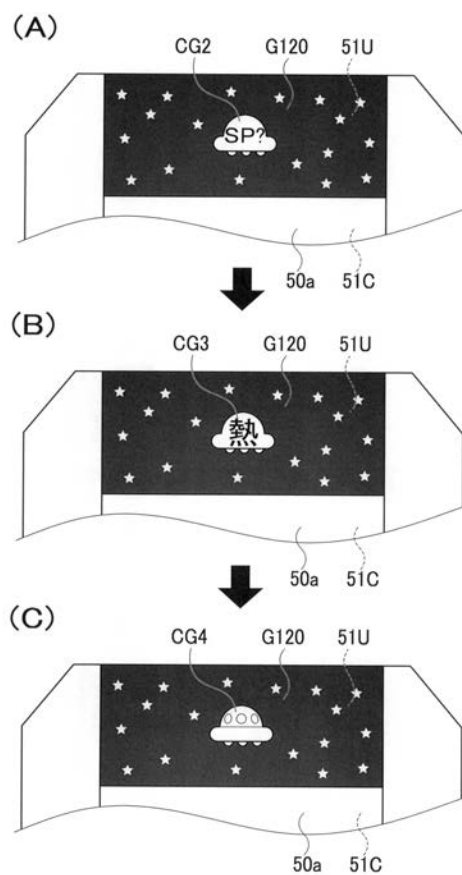 (A)
CG2 G120 51U
SP?
50a 51C
(B)
CG3 G120 51U
熱
50a 51C
(C)
CG4 G120 51U
50a 51C